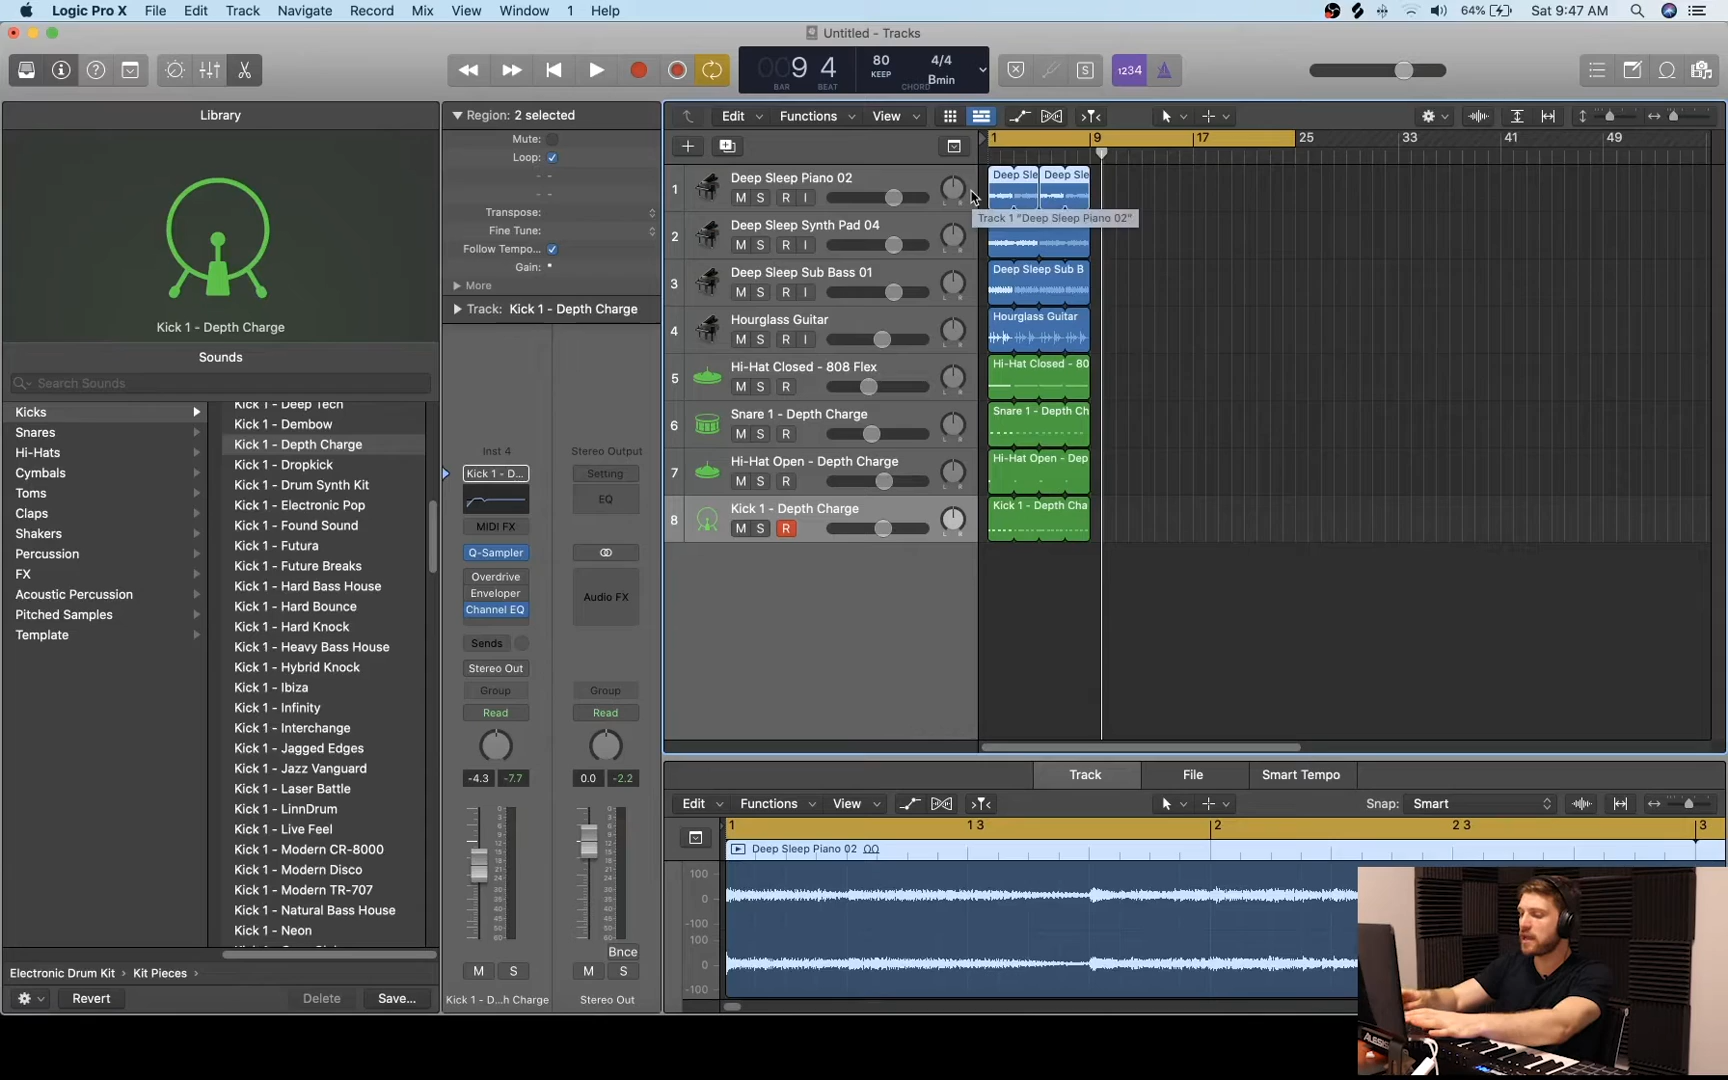 Logic Pro X File Edit Track Navigate Record Mix View Window 1 Help 64% Sat 9:47 AM
Untitled - Tracks
009 4 80 4/4
KEEP Bmin
BAR BEAT CHORD
1234
Library
Region: 2 selected
Edit Functions View
Mute:
Loop:
1 9 17 25 33 41 49
Kick 1 - Depth Charge
Transpose:
Fine Tune:
Follow Tempo...
Gain:
More
Track: Kick 1 - Depth Charge
1 Deep Sleep Piano 02 Deep Sle Deep Sle
M S R I
Track 1 "Deep Sleep Piano 02"
2 Deep Sleep Synth Pad 04
M S R I
3 Deep Sleep Sub Bass 01 Deep Sleep Sub B
M S R I
4 Hourglass Guitar Hourglass Guitar
M S R I
5 Hi-Hat Closed - 808 Flex Hi-Hat Closed - 80
M S R
6 Snare 1 - Depth Charge Snare 1 - Depth Ch
M S R
7 Hi-Hat Open - Depth Charge Hi-Hat Open - Dep
M S R
8 Kick 1 - Depth Charge Kick 1 - Depth Cha
M S R
Sounds
Search Sounds
Kicks
Snares
Hi-Hats
Cymbals
Toms
Claps
Shakers
Percussion
FX
Acoustic Percussion
Pitched Samples
Template
Kick 1 - Deep Tech
Kick 1 - Dembow
Kick 1 - Depth Charge
Kick 1 - Dropkick
Kick 1 - Drum Synth Kit
Kick 1 - Electronic Pop
Kick 1 - Found Sound
Kick 1 - Futura
Kick 1 - Future Breaks
Kick 1 - Hard Bass House
Kick 1 - Hard Bounce
Kick 1 - Hard Knock
Kick 1 - Heavy Bass House
Kick 1 - Hybrid Knock
Kick 1 - Ibiza
Kick 1 - Infinity
Kick 1 - Interchange
Kick 1 - Jagged Edges
Kick 1 - Jazz Vanguard
Kick 1 - Laser Battle
Kick 1 - LinnDrum
Kick 1 - Live Feel
Kick 1 - Modern CR-8000
Kick 1 - Modern Disco
Kick 1 - Modern TR-707
Kick 1 - Natural Bass House
Kick 1 - Neon
Electronic Drum Kit Kit Pieces
Revert Delete Save...
Inst 4 Stereo Output
Kick 1 - D... Setting
EQ
MIDI FX
Q-Sampler
Overdrive
Enveloper Audio FX
Channel EQ
Sends
Stereo Out
Group Group
Read Read
-4.3 -7.7 0.0 -2.2
Bnce
M S M S
Kick 1 - D...h Charge Stereo Out
Track File Smart Tempo
Edit Functions View Snap: Smart
1 1 3 2 2 3 3
Deep Sleep Piano 02
100
0
-100
100
0
-100
ALESIS